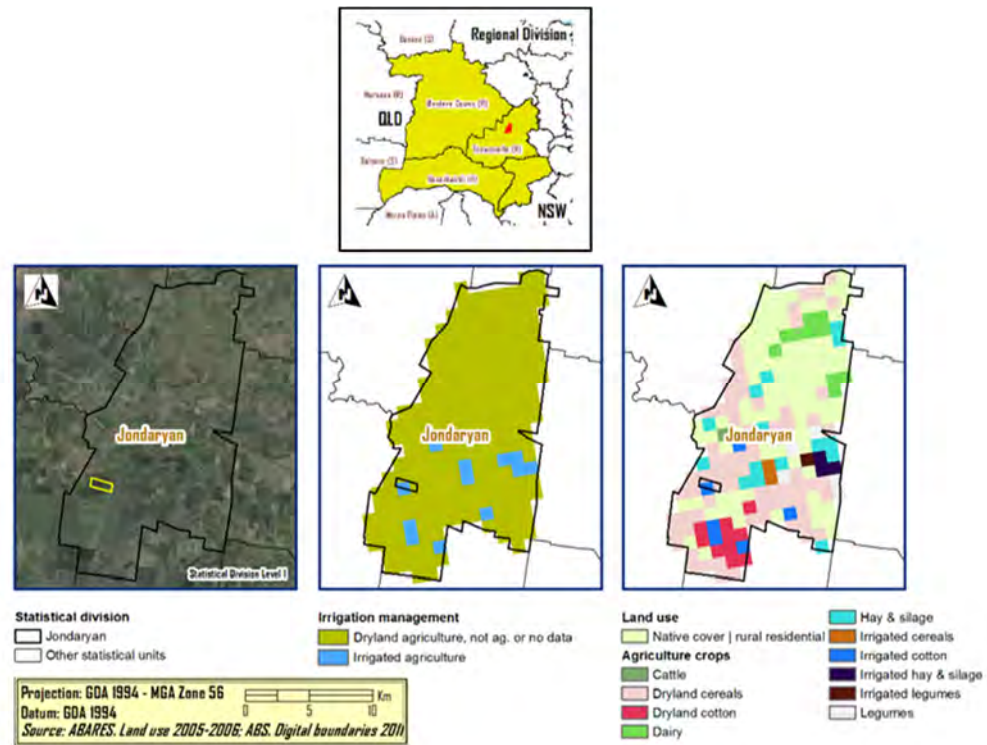 Regional Division
QLD
NSW
Jondaryan
Statistical Division Level 1
Jondaryan
Jondaryan
Statistical division
Jondaryan
Other statistical units
Irrigation management
Dryland agriculture, not ag. or no data
Irrigated agriculture
Land use
Native cover | rural residential
Agriculture crops
Cattle
Dryland cereals
Dryland cotton
Dairy
Hay & silage
Irrigated cereals
Irrigated cotton
Irrigated hay & silage
Irrigated legumes
Legumes
Projection: GDA 1994 - MGA Zone 56
Datum: GDA 1994
0 5 10 Km
Source: ABARES. Land use 2005-2006; ABS. Digital boundaries 2011